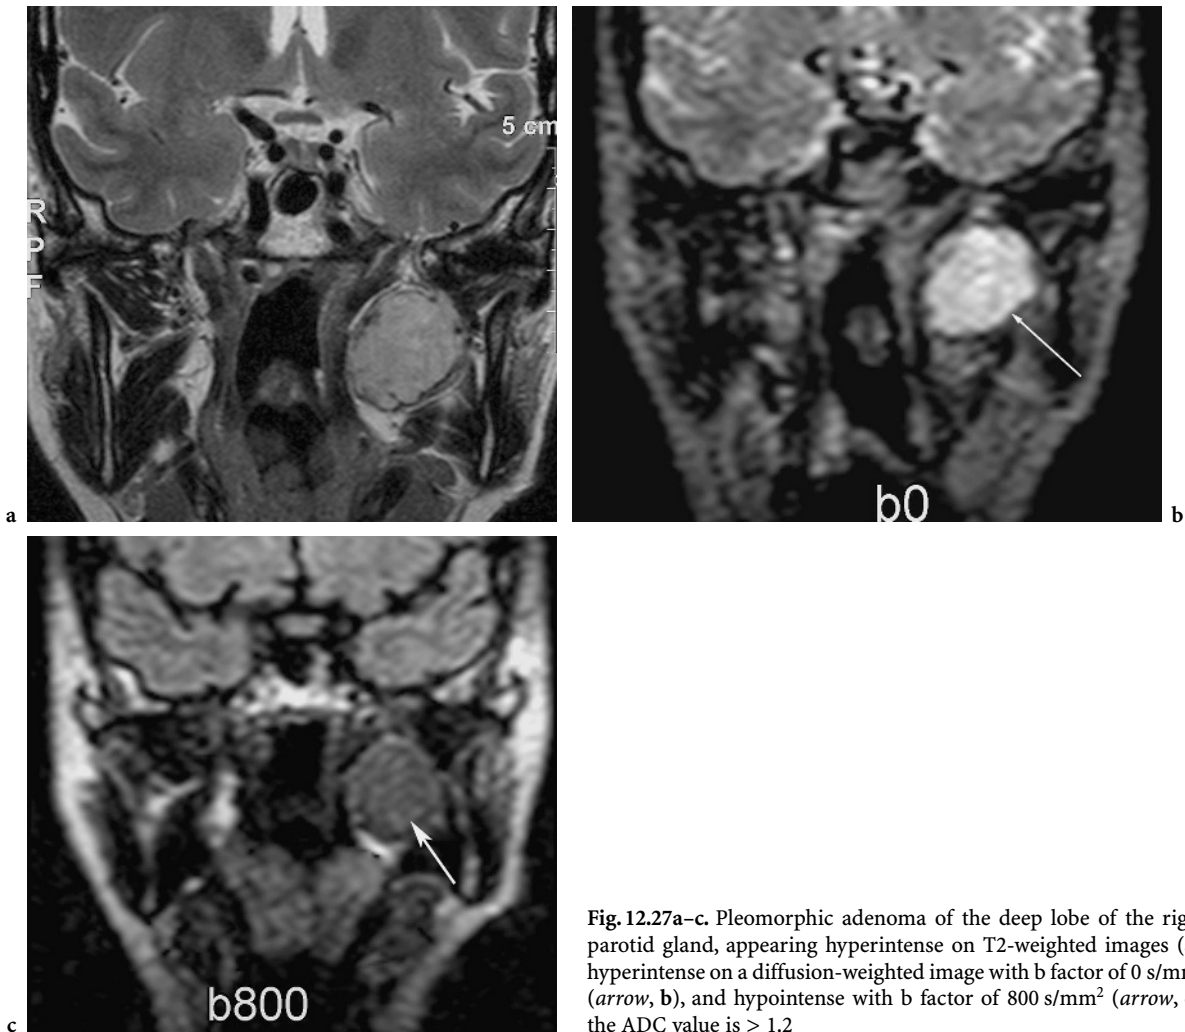 5 cm
R
P
F
a
b0
b
b800
c
Fig. 12.27a–c. Pleomorphic adenoma of the deep lobe of the rig
parotid gland, appearing hyperintense on T2-weighted images (
hyperintense on a diffusion-weighted image with b factor of 0 s/m
(arrow, b), and hypointense with b factor of 800 s/mm² (arrow,
the ADC value is > 1.2